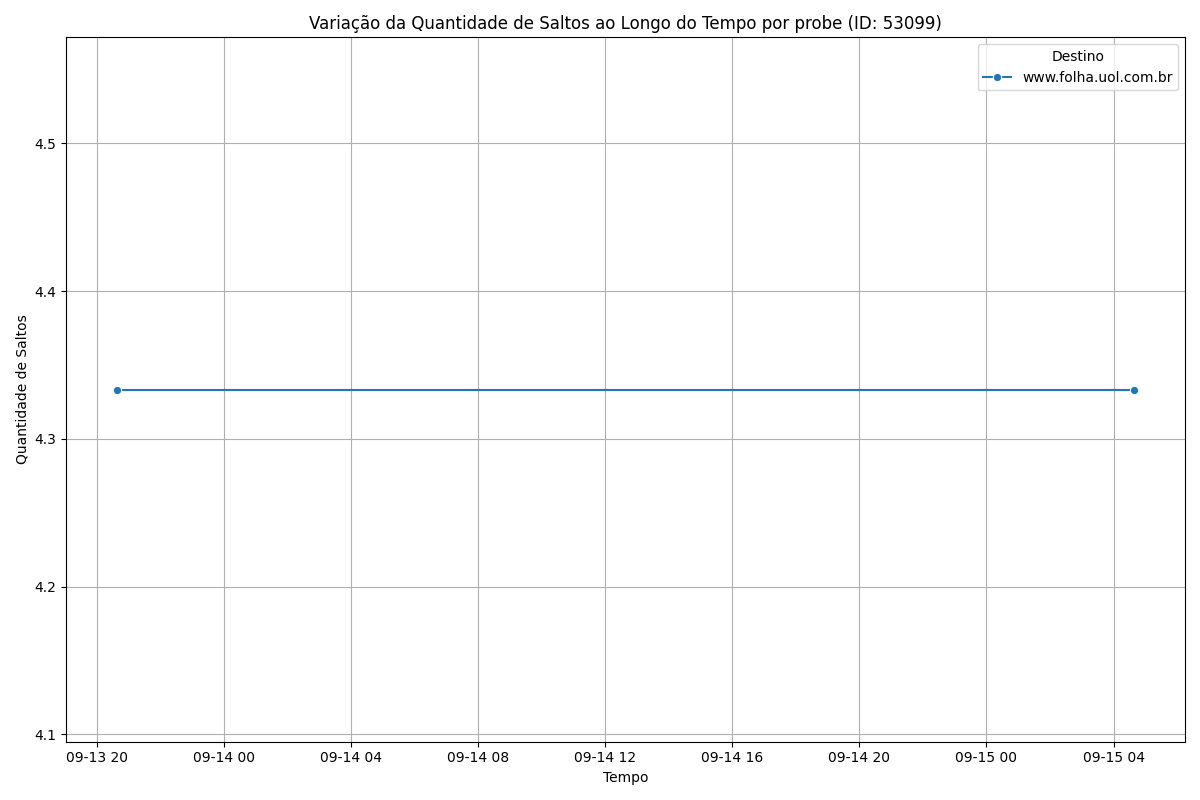 Variação da Quantidade de Saltos ao Longo do Tempo por probe (ID: 53099)
Destino
www.folha.uol.com.br
Quantidade de Saltos
4.5
4.4
4.3
4.2
4.1
09-13 20 09-14 00 09-14 04 09-14 08 09-14 12 09-14 16 09-14 20 09-15 00 09-15 04
Tempo